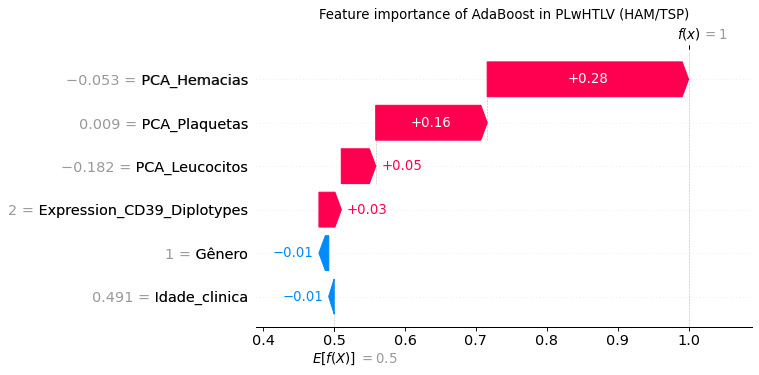 Feature importance of AdaBoost in PLwHTLV (HAM/TSP)
f(x) = 1
−0.053 = PCA_Hemacias +0.28
0.009 = PCA_Plaquetas +0.16
−0.182 = PCA_Leucocitos +0.05
2 = Expression_CD39_Diplotypes +0.03
1 = Gênero −0.01
0.491 = Idade_clinica −0.01
0.4 0.5 0.6 0.7 0.8 0.9 1.0
E[f(X)] = 0.5